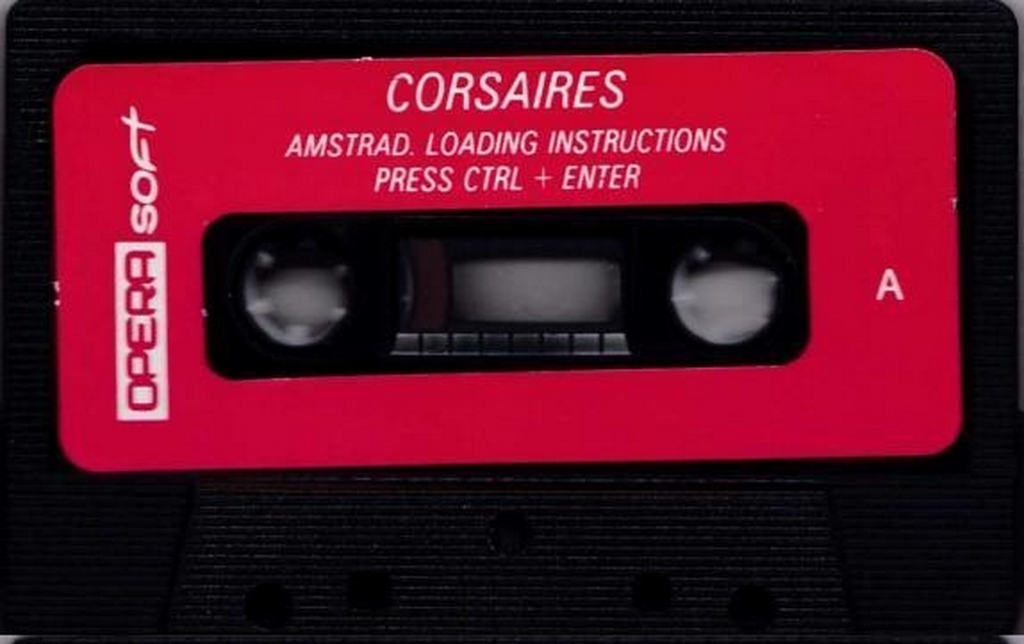 CORSAIRES
AMSTRAD. LOADING INSTRUCTIONS
PRESS CTRL + ENTER
OPERA soft
A